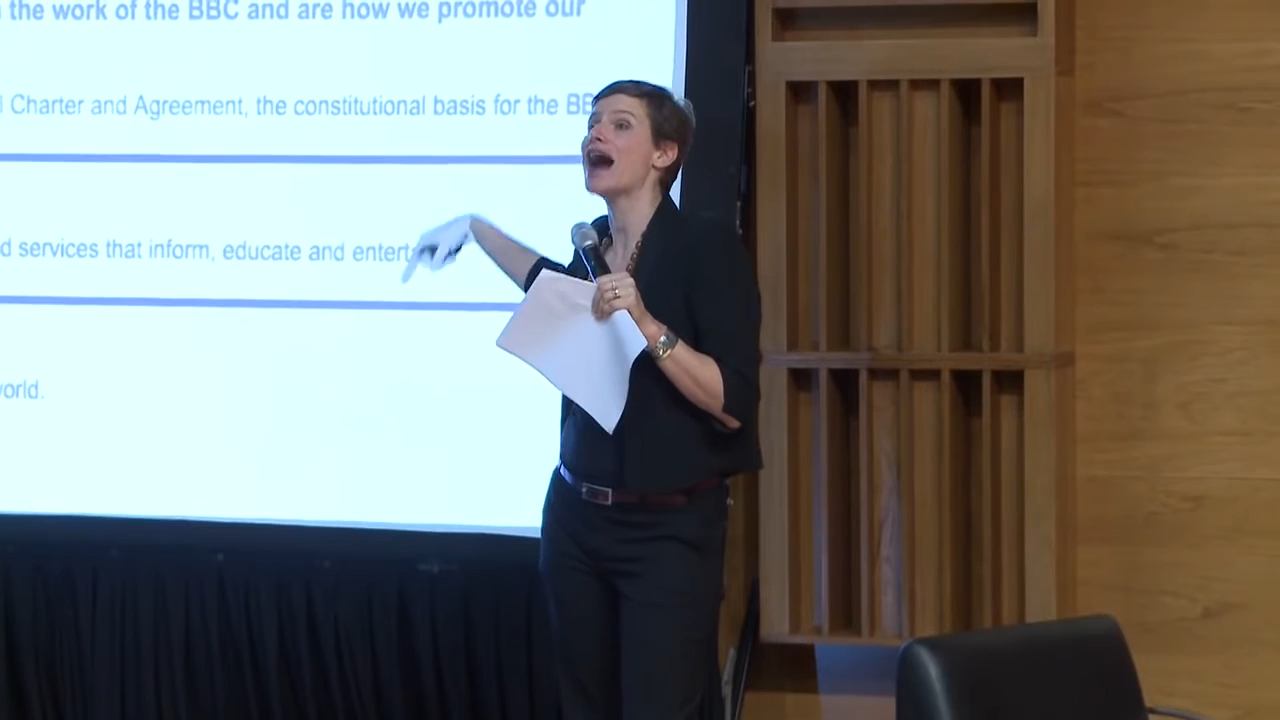 the work of the BBC and are how we promote our
Charter and Agreement, the constitutional basis for the
services that inform, educate and